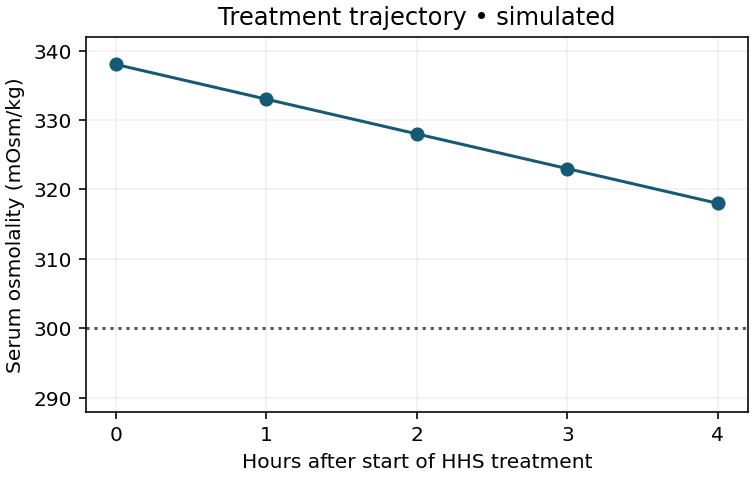 Treatment trajectory • simulated
Serum osmolality (mOsm/kg)
340
330
320
310
300
290
0 1 2 3 4
Hours after start of HHS treatment